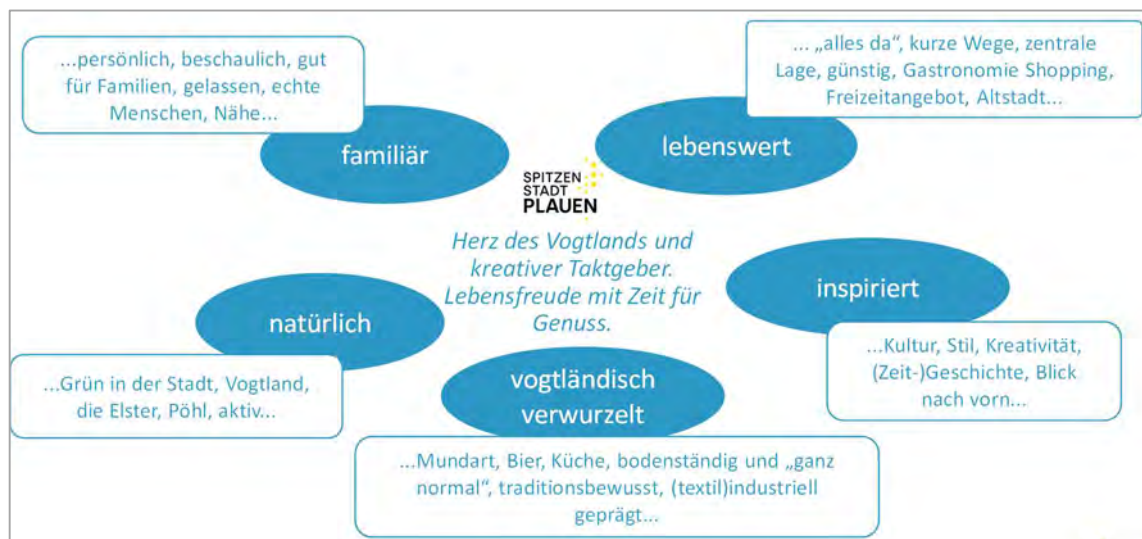 ...persönlich, beschaulich, gut
für Familien, gelassen, echte
Menschen, Nähe...
familiär
... „alles da“, kurze Wege, zentrale
Lage, günstig, Gastronomie Shopping,
Freizeitangebot, Altstadt...
lebenswert
SPITZEN
STADT
PLAUEN
Herz des Vogtlands und
kreativer Taktgeber.
Lebensfreude mit Zeit für
Genuss.
natürlich
...Grün in der Stadt, Vogtland,
die Elster, Pöhl, aktiv...
inspiriert
...Kultur, Stil, Kreativität,
(Zeit-)Geschichte, Blick
nach vorn...
vogtländisch
verwurzelt
...Mundart, Bier, Küche, bodenständig und „ganz
normal“, traditionsbewusst, (textil)industriell
geprägt...